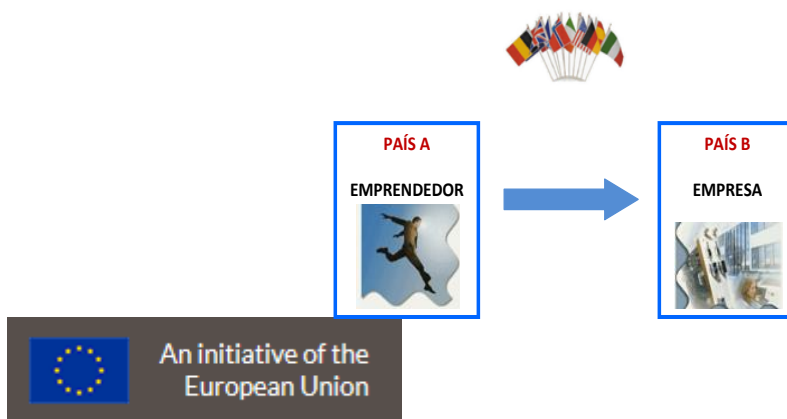 PAÍS A
EMPRENDEDOR
PAÍS B
EMPRESA
An initiative of the
European Union